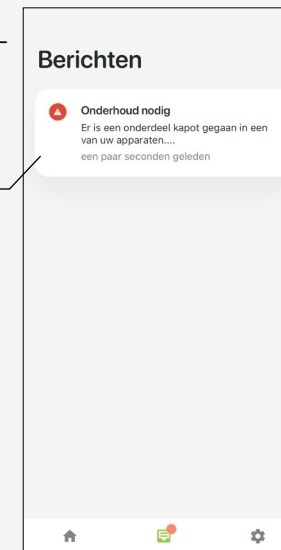 Berichten
Onderhoud nodig
Er is een onderdeel kapot gegaan in een
van uw apparaten....
een paar seconden geleden